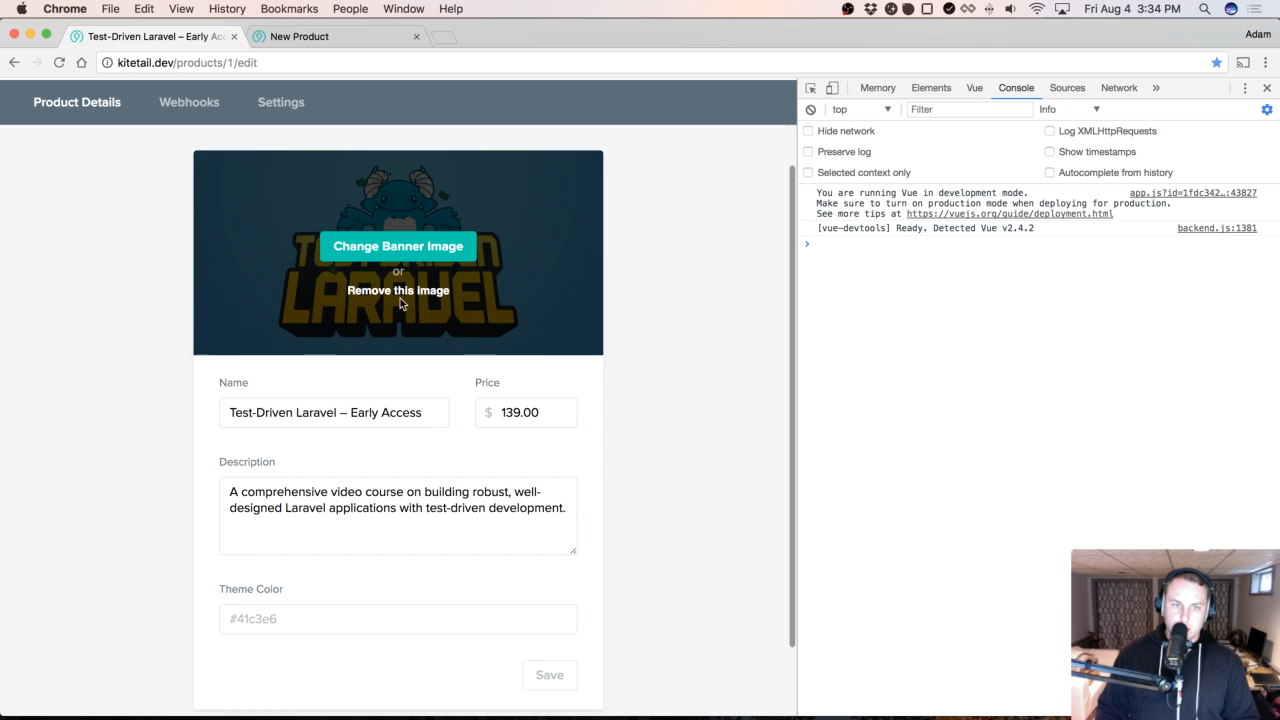 Chrome File Edit View History Bookmarks People Window Help Fri Aug 4 3:34 PM
Test-Driven Laravel – Early Acc
New Product
Adam
kitetail.dev/products/1/edit
Product Details Webhooks Settings
TEST-DRIVEN
LARAVEL
Change Banner Image
or
Remove this image
Name
Price
Test-Driven Laravel – Early Access
$ 139.00
Description
A comprehensive video course on building robust, well-
designed Laravel applications with test-driven development.
Theme Color
#41c3e6
Save
Memory Elements Vue Console Sources Network »
top Filter Info
Hide network Log XMLHttpRequests
Preserve log Show timestamps
Selected context only Autocomplete from history
You are running Vue in development mode. app.js?id=1fdc342…:43827
Make sure to turn on production mode when deploying for production.
See more tips at https://vuejs.org/guide/deployment.html
[vue-devtools] Ready. Detected Vue v2.4.2 backend.js:1381